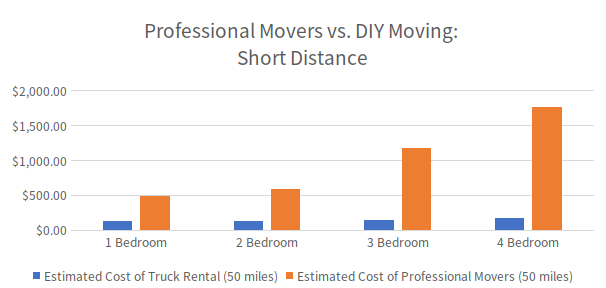 Professional Movers vs. DIY Moving:
Short Distance
$2,000.00
$1,500.00
$1,000.00
$500.00
$0.00
1 Bedroom 2 Bedroom 3 Bedroom 4 Bedroom
Estimated Cost of Truck Rental (50 miles) Estimated Cost of Professional Movers (50 miles)